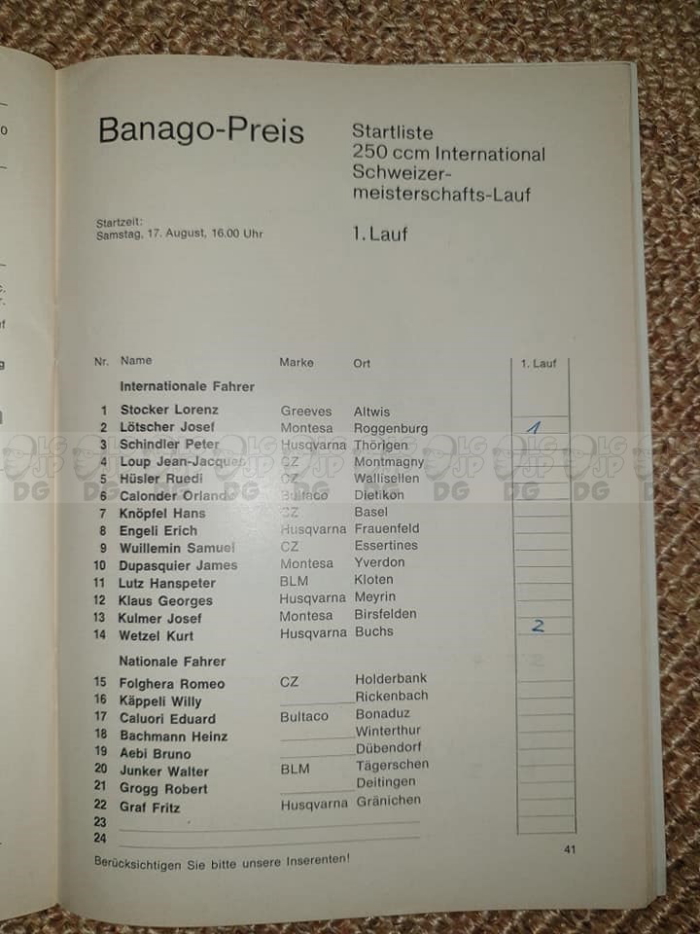 Banago-Preis
Startliste
250 ccm International
Schweizer-
meisterschafts-Lauf
Startzeit:
Samstag, 17. August, 16.00 Uhr
1. Lauf
Nr. Name Marke Ort 1. Lauf
Internationale Fahrer
1 Stocker Lorenz Greeves Altwis
2 Lötscher Josef Montesa Roggenburg 1
3 Schindler Peter Husqvarna Thörigen
4 Loup Jean-Jacques CZ Montmagny
5 Hüsler Ruedi CZ Wallisellen
6 Calonder Orlando Bultaco Dietikon
7 Knöpfel Hans CZ Basel
8 Engeli Erich Husqvarna Frauenfeld
9 Wuillemin Samuel CZ Essertines
10 Dupasquier James Montesa Yverdon
11 Lutz Hanspeter BLM Kloten
12 Klaus Georges Husqvarna Meyrin
13 Kulmer Josef Montesa Birsfelden
14 Wetzel Kurt Husqvarna Buchs 2
Nationale Fahrer
15 Folghera Romeo CZ Holderbank
16 Käppeli Willy Rickenbach
17 Caluori Eduard Bultaco Bonaduz
18 Bachmann Heinz Winterthur
19 Aebi Bruno Dübendorf
20 Junker Walter BLM Tägerschen
21 Grogg Robert Deitingen
22 Graf Fritz Husqvarna Gränichen
23
24
Berücksichtigen Sie bitte unsere Inserenten!
41